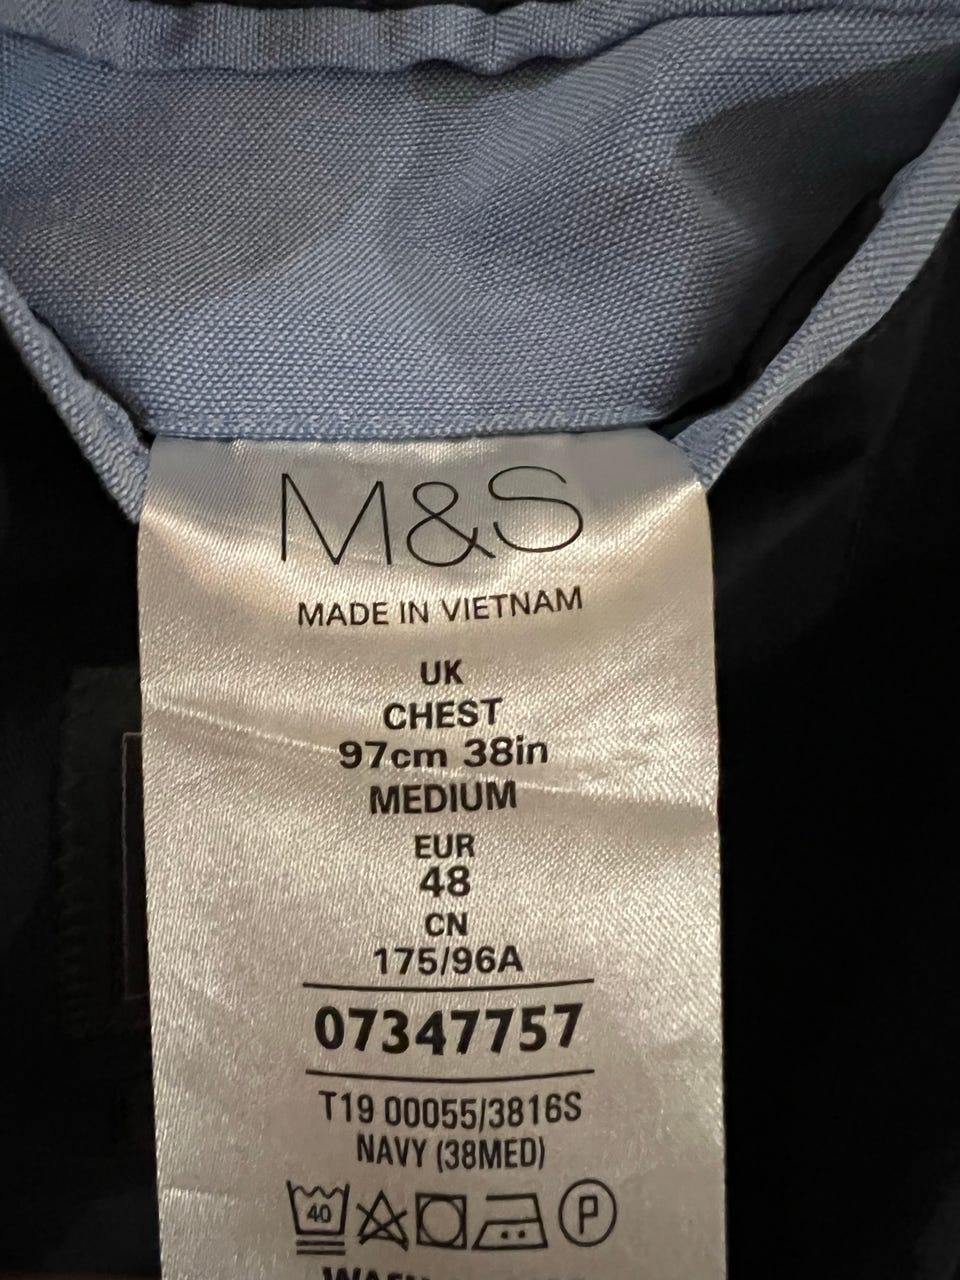 M&S
MADE IN VIETNAM
UK
CHEST
97cm 38in
MEDIUM
EUR
48
CN
175/96A
07347757
T19 00055/3816S
NAVY (38MED)
40 P